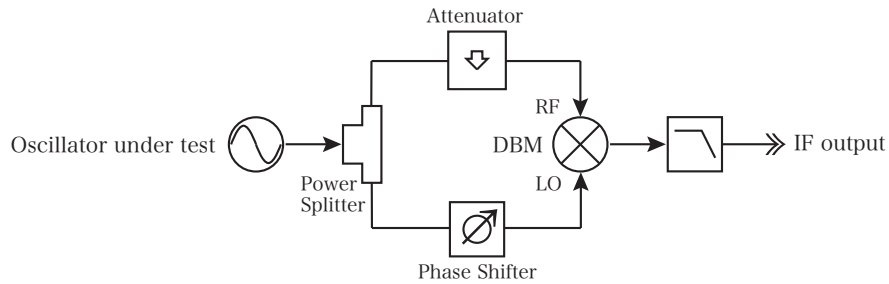 Attenuator
RF
Oscillator under test
DBM
IF output
Power
Splitter
LO
Phase Shifter